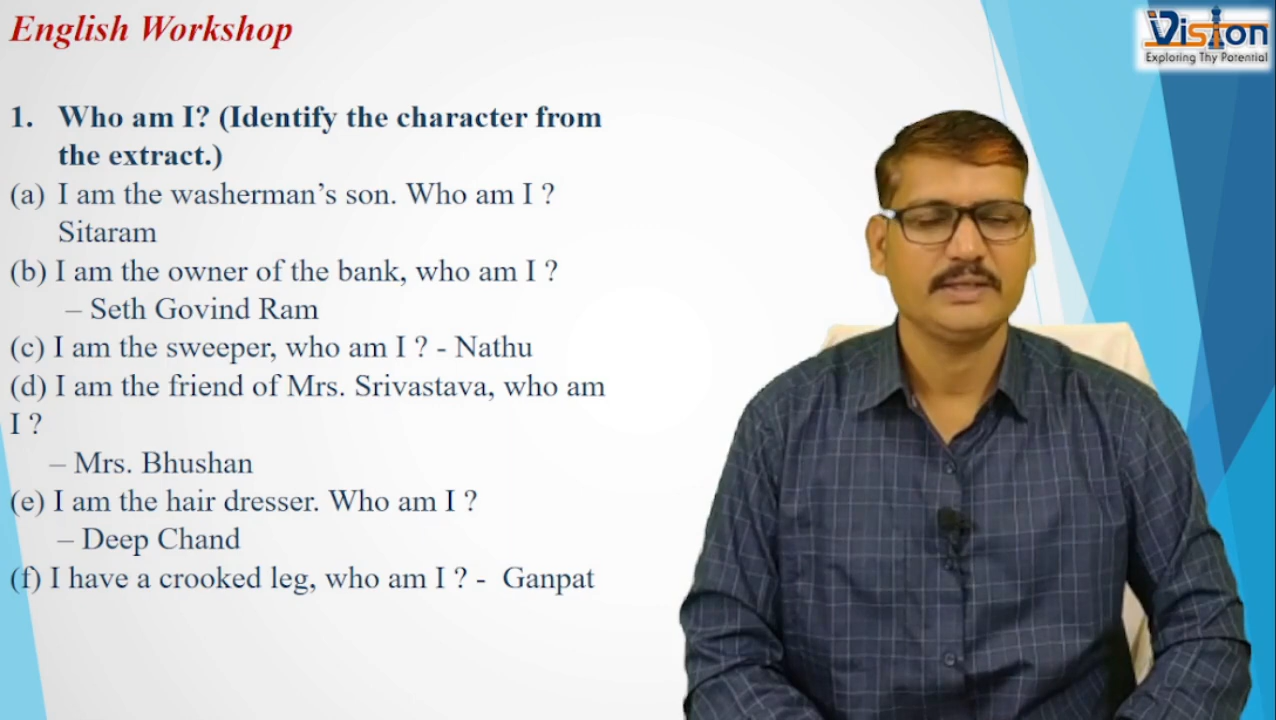 English Workshop
Vision
Exploring Thy Potential
1. Who am I? (Identify the character from
the extract.)
(a) I am the washerman’s son. Who am I ?
Sitaram
(b) I am the owner of the bank, who am I ?
– Seth Govind Ram
(c) I am the sweeper, who am I ? - Nathu
(d) I am the friend of Mrs. Srivastava, who am
I ?
– Mrs. Bhushan
(e) I am the hair dresser. Who am I ?
– Deep Chand
(f) I have a crooked leg, who am I ? - Ganpat